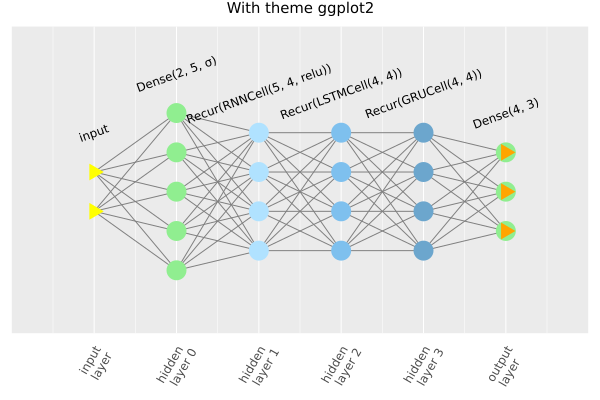 With theme ggplot2
input
Dense(2, 5, σ)
Recur(RNNCell(5, 4, relu))
Recur(LSTMCell(4, 4))
Recur(GRUCell(4, 4))
Dense(4, 3)
input
layer
hidden
layer 0
hidden
layer 1
hidden
layer 2
hidden
layer 3
output
layer